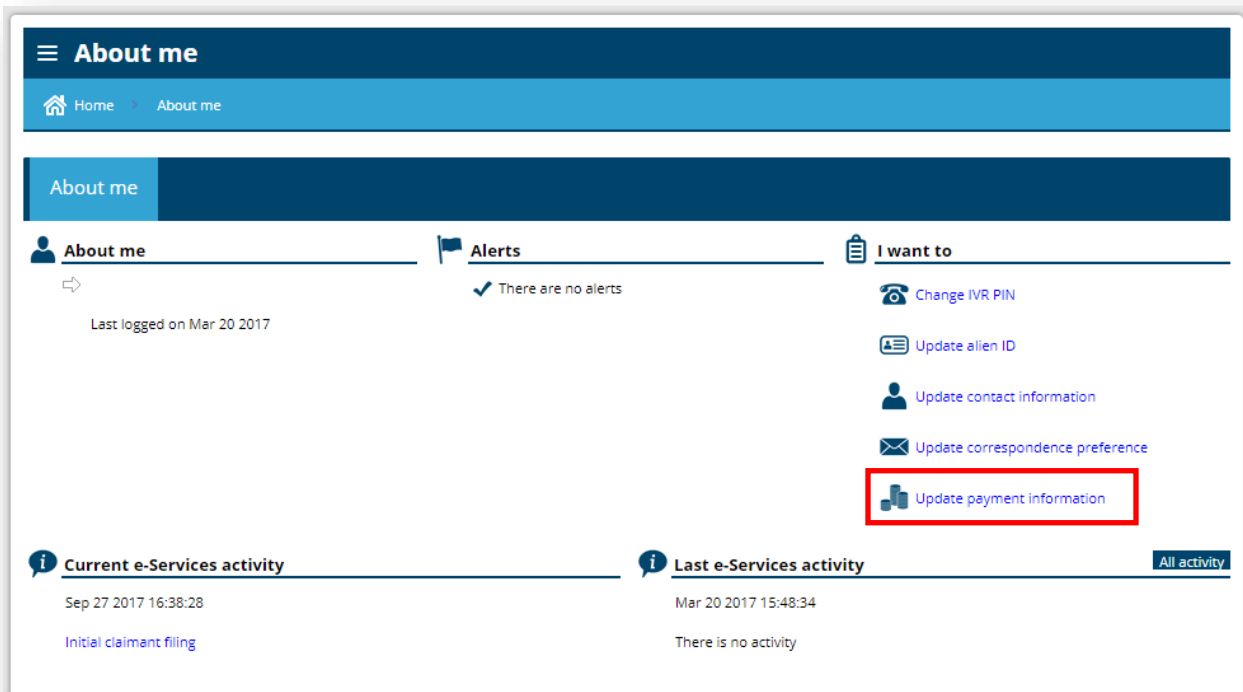 About me
Home
About me
About me
About me
Last logged on Mar 20 2017
Alerts
There are no alerts
I want to
Change IVR PIN
Update alien ID
Update contact information
Update correspondence preference
Update payment information
Current e-Services activity
Sep 27 2017 16:38:28
Initial claimant filing
Last e-Services activity
All activity
Mar 20 2017 15:48:34
There is no activity